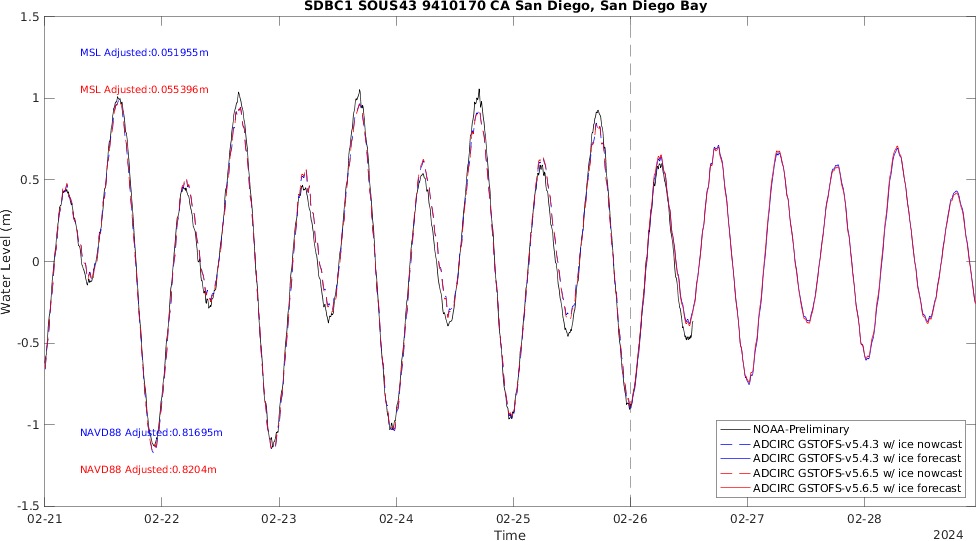 SDBC1 SOUS43 9410170 CA San Diego, San Diego Bay
1.5
MSL Adjusted:0.051955m
MSL Adjusted:0.055396m
1
0.5
0
-0.5
-1
-1.5
Water Level (m)
NAVD88 Adjusted:0.81695m
NAVD88 Adjusted:0.8204m
NOAA-Preliminary
ADCIRC GSTOFS-v5.4.3 w/ ice nowcast
ADCIRC GSTOFS-v5.4.3 w/ ice forecast
ADCIRC GSTOFS-v5.6.5 w/ ice nowcast
ADCIRC GSTOFS-v5.6.5 w/ ice forecast
02-21 02-22 02-23 02-24 02-25 02-26 02-27 02-28
Time
2024